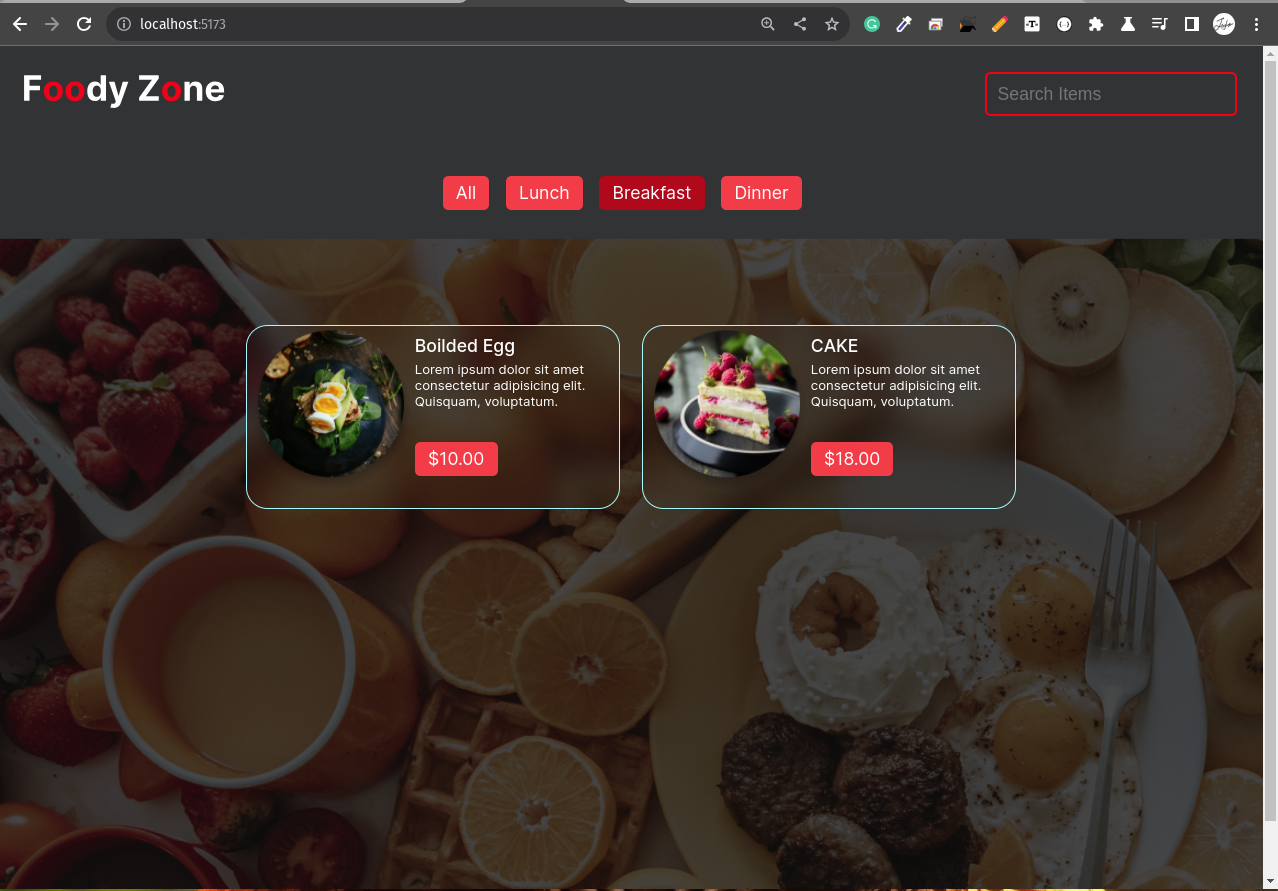 localhost:5173
Foody Zone
Search Items
All Lunch Breakfast Dinner
Boilded Egg
Lorem ipsum dolor sit amet
consectetur adipisicing elit.
Quisquam, voluptatum.
$10.00
CAKE
Lorem ipsum dolor sit amet
consectetur adipisicing elit.
Quisquam, voluptatum.
$18.00